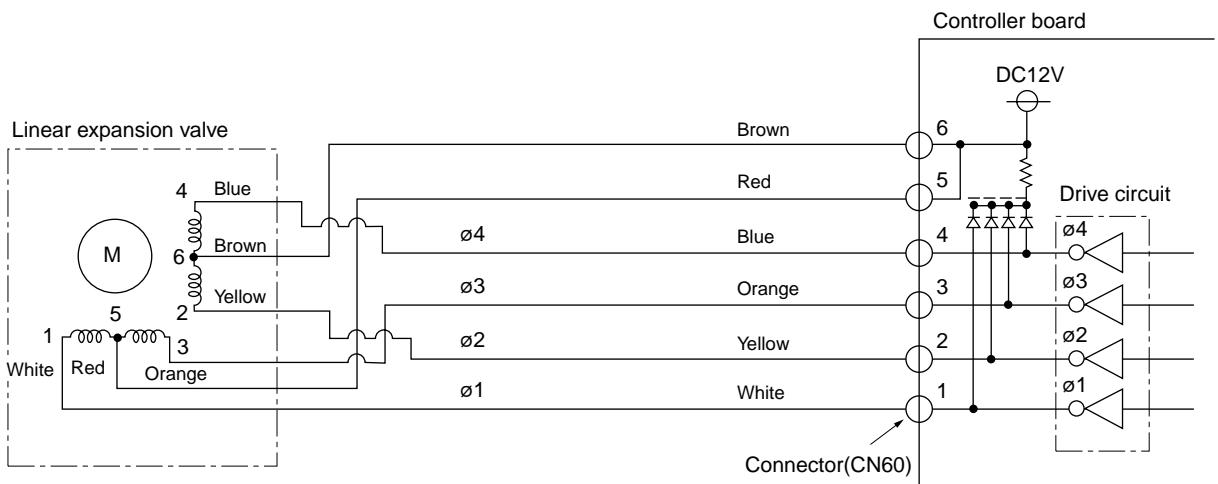 Controller board
DC12V
Linear expansion valve
Brown
6
4
Blue
Red
5
Drive circuit
M
6
Brown
ø4
Blue
4
ø4
Yellow
ø3
Orange
3
ø3
5
2
1
3
ø2
Yellow
2
ø2
White
Red
Orange
ø1
White
1
ø1
Connector(CN60)